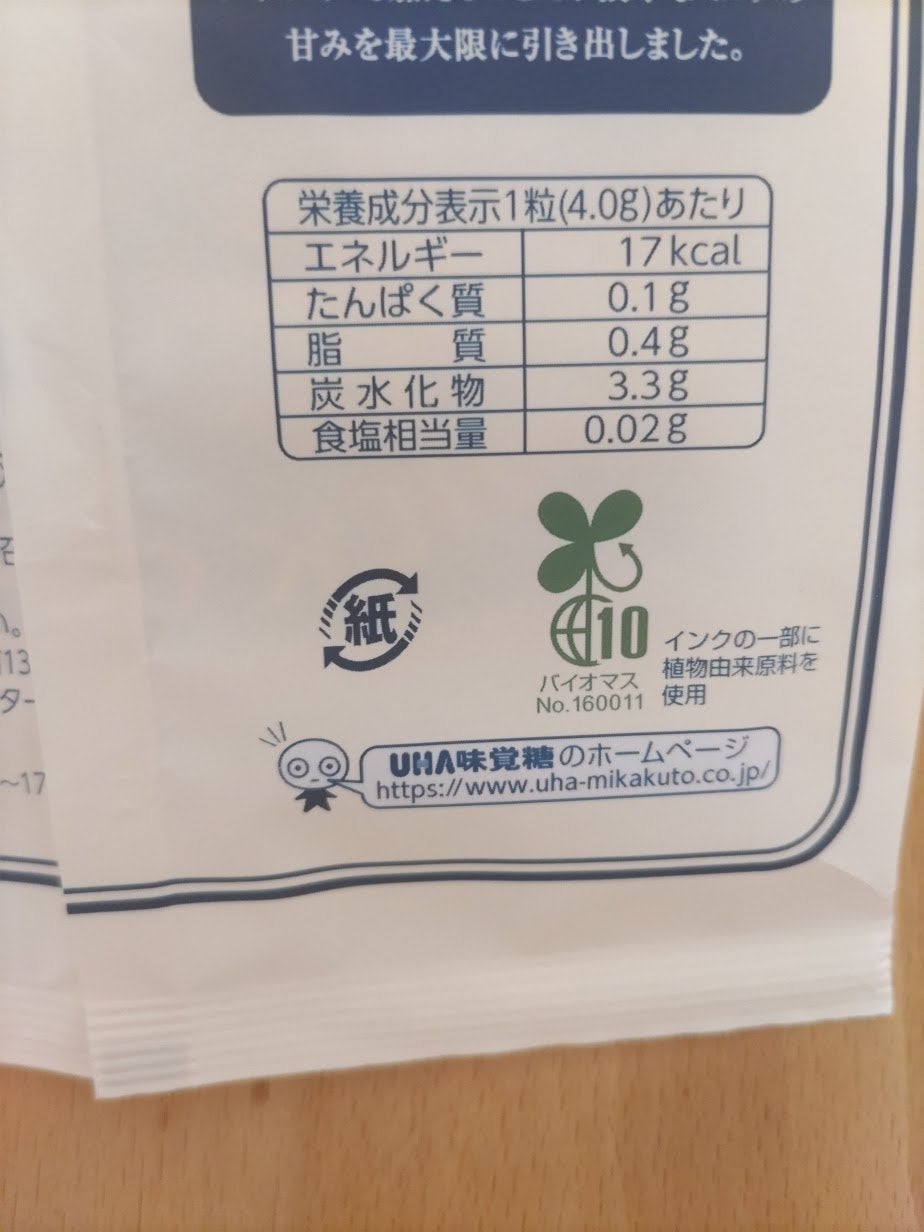 甘みを最大限に引き出しました。
栄養成分表示1粒(4.0g)あたり
エネルギー 17kcal
たんぱく質 0.1g
脂質 0.4g
炭水化物 3.3g
食塩相当量 0.02g
紙
10
バイオマス
No.160011
インクの一部に
植物由来原料を
使用
UHA味覚糖のホームページ
https://www.uha-mikakuto.co.jp/
い。
13
ター
～17